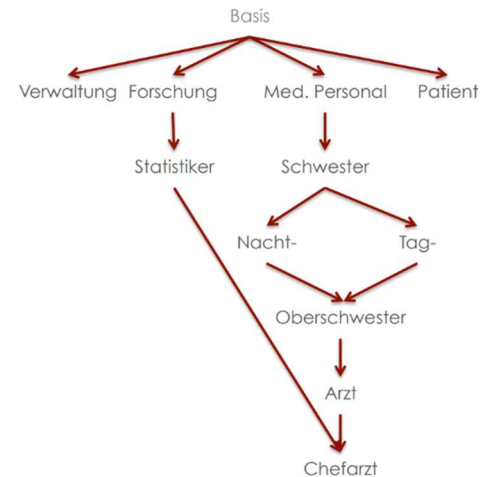 Basis
Verwaltung Forschung Med. Personal Patient
Statistiker Schwester
Nacht- Tag-
Oberschwester
Arzt
Chefarzt